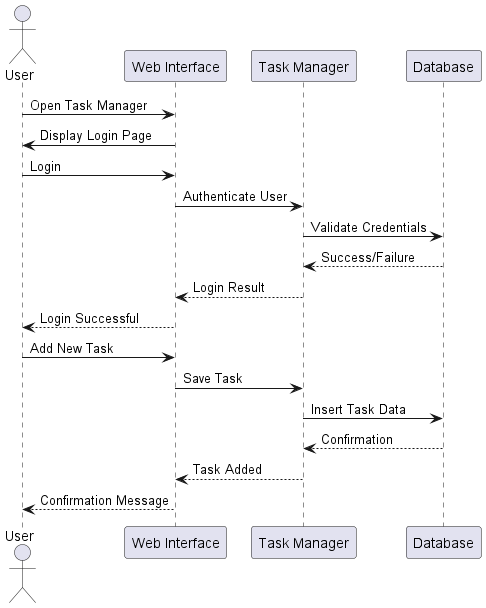 User
Web Interface
Task Manager
Database
Open Task Manager
Display Login Page
Login
Authenticate User
Validate Credentials
Success/Failure
Login Result
Login Successful
Add New Task
Save Task
Insert Task Data
Confirmation
Task Added
Confirmation Message
User
Web Interface
Task Manager
Database